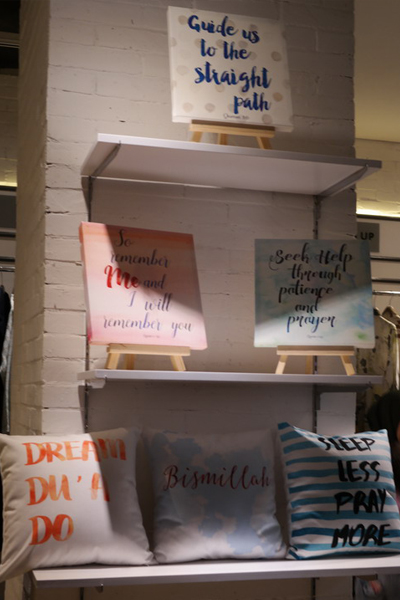 Guide us
to the
straight
path
So
remember
Me and
I will
remember you
Seek Help
through
patience
and
prayer
DREAM
DU'A
DO
Bismillah
SLEEP
LESS
PRAY
MORE
UP